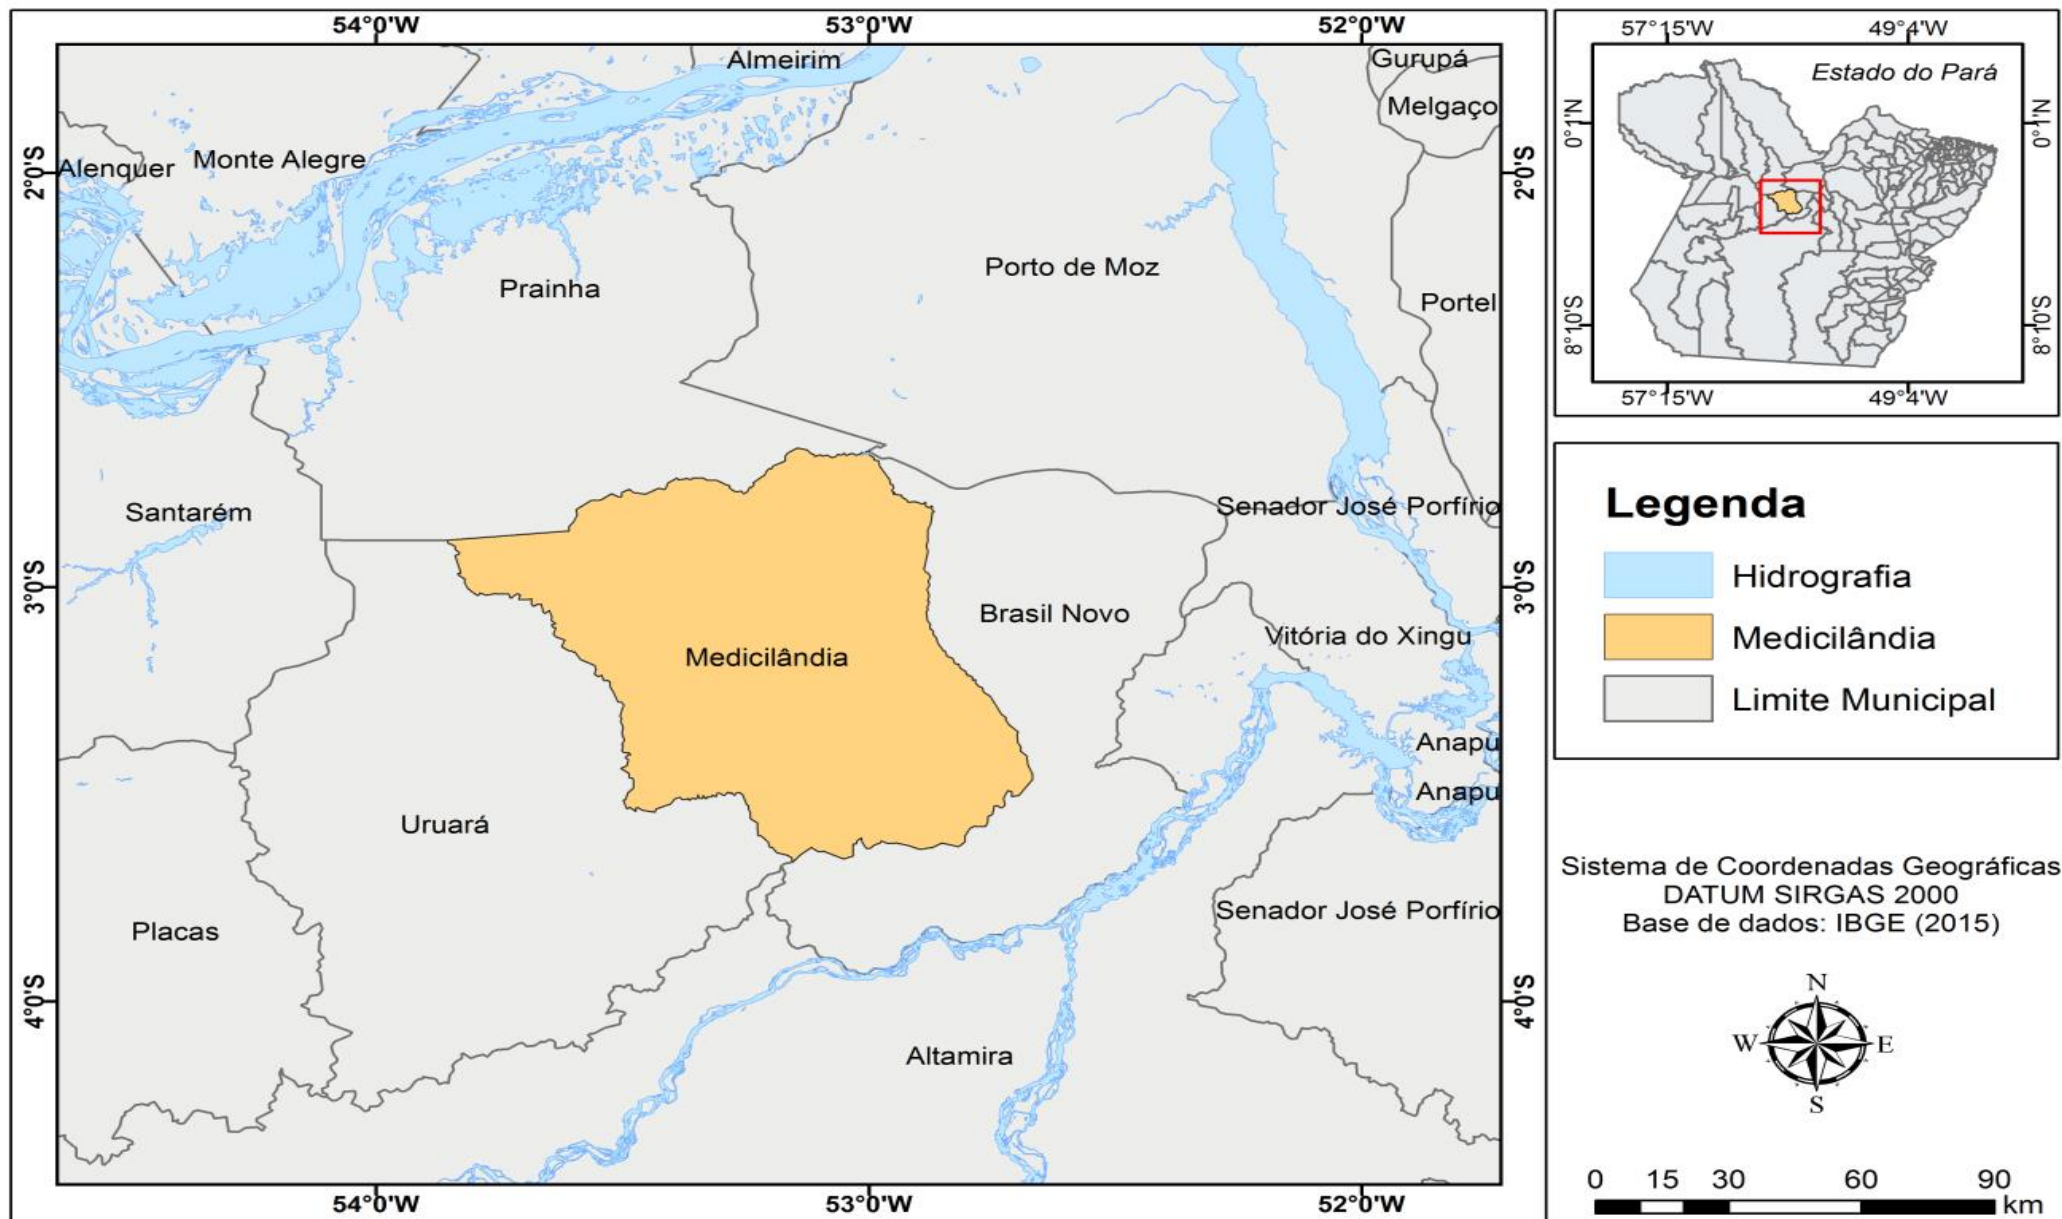 54°0'W 53°0'W 52°0'W
Almeirim
Gurupá
Melgaço
Alenquer
Monte Alegre
2°0'S
2°0'S
Prainha
Porto de Moz
Portel
Santarém
Senador José Porfírio
3°0'S
3°0'S
Brasil Novo
Vitória do Xingu
Medicilândia
Anapu
Anapu
Uruará
Senador José Porfírio
Placas
4°0'S
4°0'S
Altamira
54°0'W 53°0'W 52°0'W
57°15'W 49°4'W
Estado do Pará
0°1'N
0°1'N
8°10'S
8°10'S
57°15'W 49°4'W
Legenda
Hidrografia
Medicilândia
Limite Municipal
Sistema de Coordenadas Geográficas
DATUM SIRGAS 2000
Base de dados: IBGE (2015)
N
W E
S
0 15 30 60 90
km